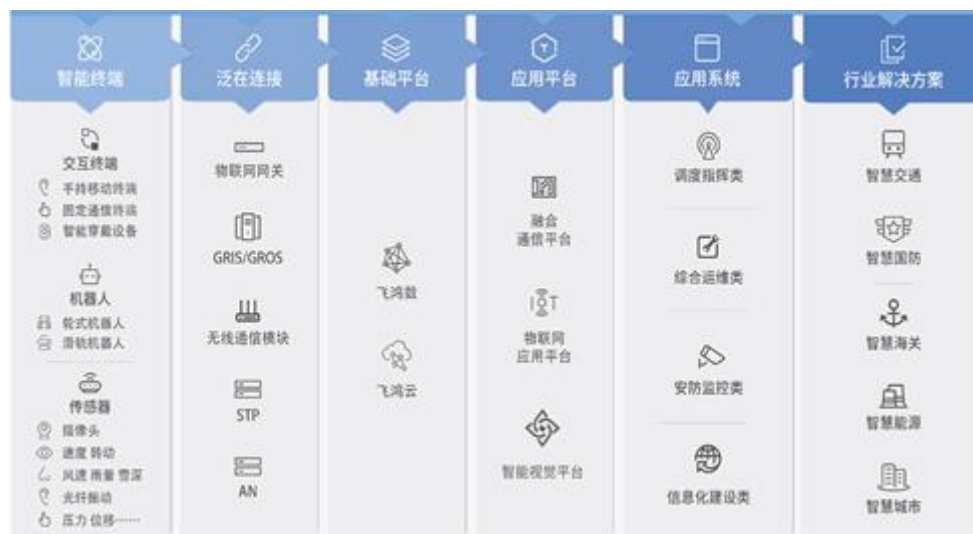 智能终端
交互终端
手持移动终端
固定通信终端
智能穿戴设备
机器人
轮式机器人
滑轨机器人
传感器
摄像头
速度 转动
风速 雨量 雪深
光纤振动
压力 位移……
泛在连接
物联网网关
GRIS/GROS
无线通信模块
STP
AN
基础平台
飞鸿数
飞鸿云
应用平台
融合
通信平台
IOT
物联网
应用平台
智能视觉平台
应用系统
调度指挥类
综合运维类
安防监控类
信息化建设类
行业解决方案
智慧交通
智慧国防
智慧海关
智慧能源
智慧城市